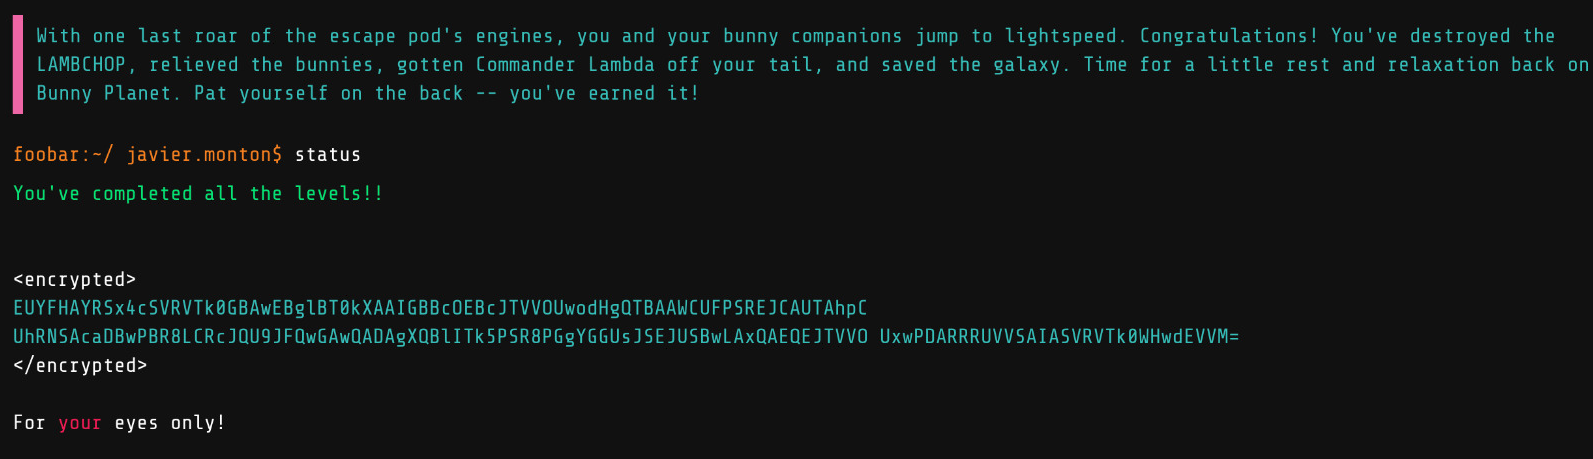 With one last roar of the escape pod's engines, you and your bunny companions jump to lightspeed. Congratulations! You've destroyed the
LAMBCHOP, relieved the bunnies, gotten Commander Lambda off your tail, and saved the galaxy. Time for a little rest and relaxation back on
Bunny Planet. Pat yourself on the back -- you've earned it!
foobar:~/ javier.monton$ status
You've completed all the levels!!
<encrypted>
EUYFHAYRSx4cSVRVTk0GBAwEBglBT0kXAAIGBBcOEBcJTVVOUwodHgQTBAAWCUFPSREJCAUTAhpC
UhRNSAcaDBwPBR8LCRcJQU9JFQwGAwQADAgXQBlITk5PSR8PGgYGGUsJSEJUSBwLAxQAEQEJTVVO UxwPDARRRUVVSAIASVRVTk0WHwdEVVM=
</encrypted>
For your eyes only!